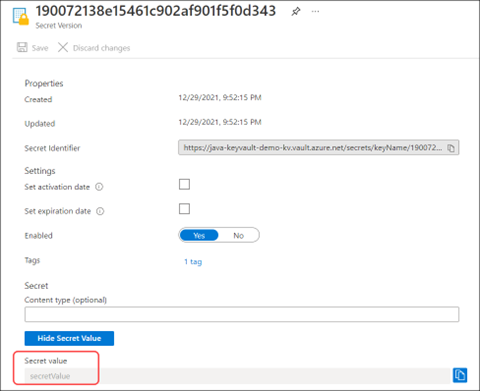 190072138e15461c902af901f5f0d343
Secret Version
Save Discard changes
Properties
Created 12/29/2021, 9:52:15 PM
Updated 12/29/2021, 9:52:15 PM
Secret Identifier https://java-keyvault-demo-kv.vault.azure.net/secrets/keyName/190072...
Settings
Set activation date
Set expiration date
Enabled Yes No
Tags 1 tag
Secret
Content type (optional)
Hide Secret Value
Secret value
secretValue